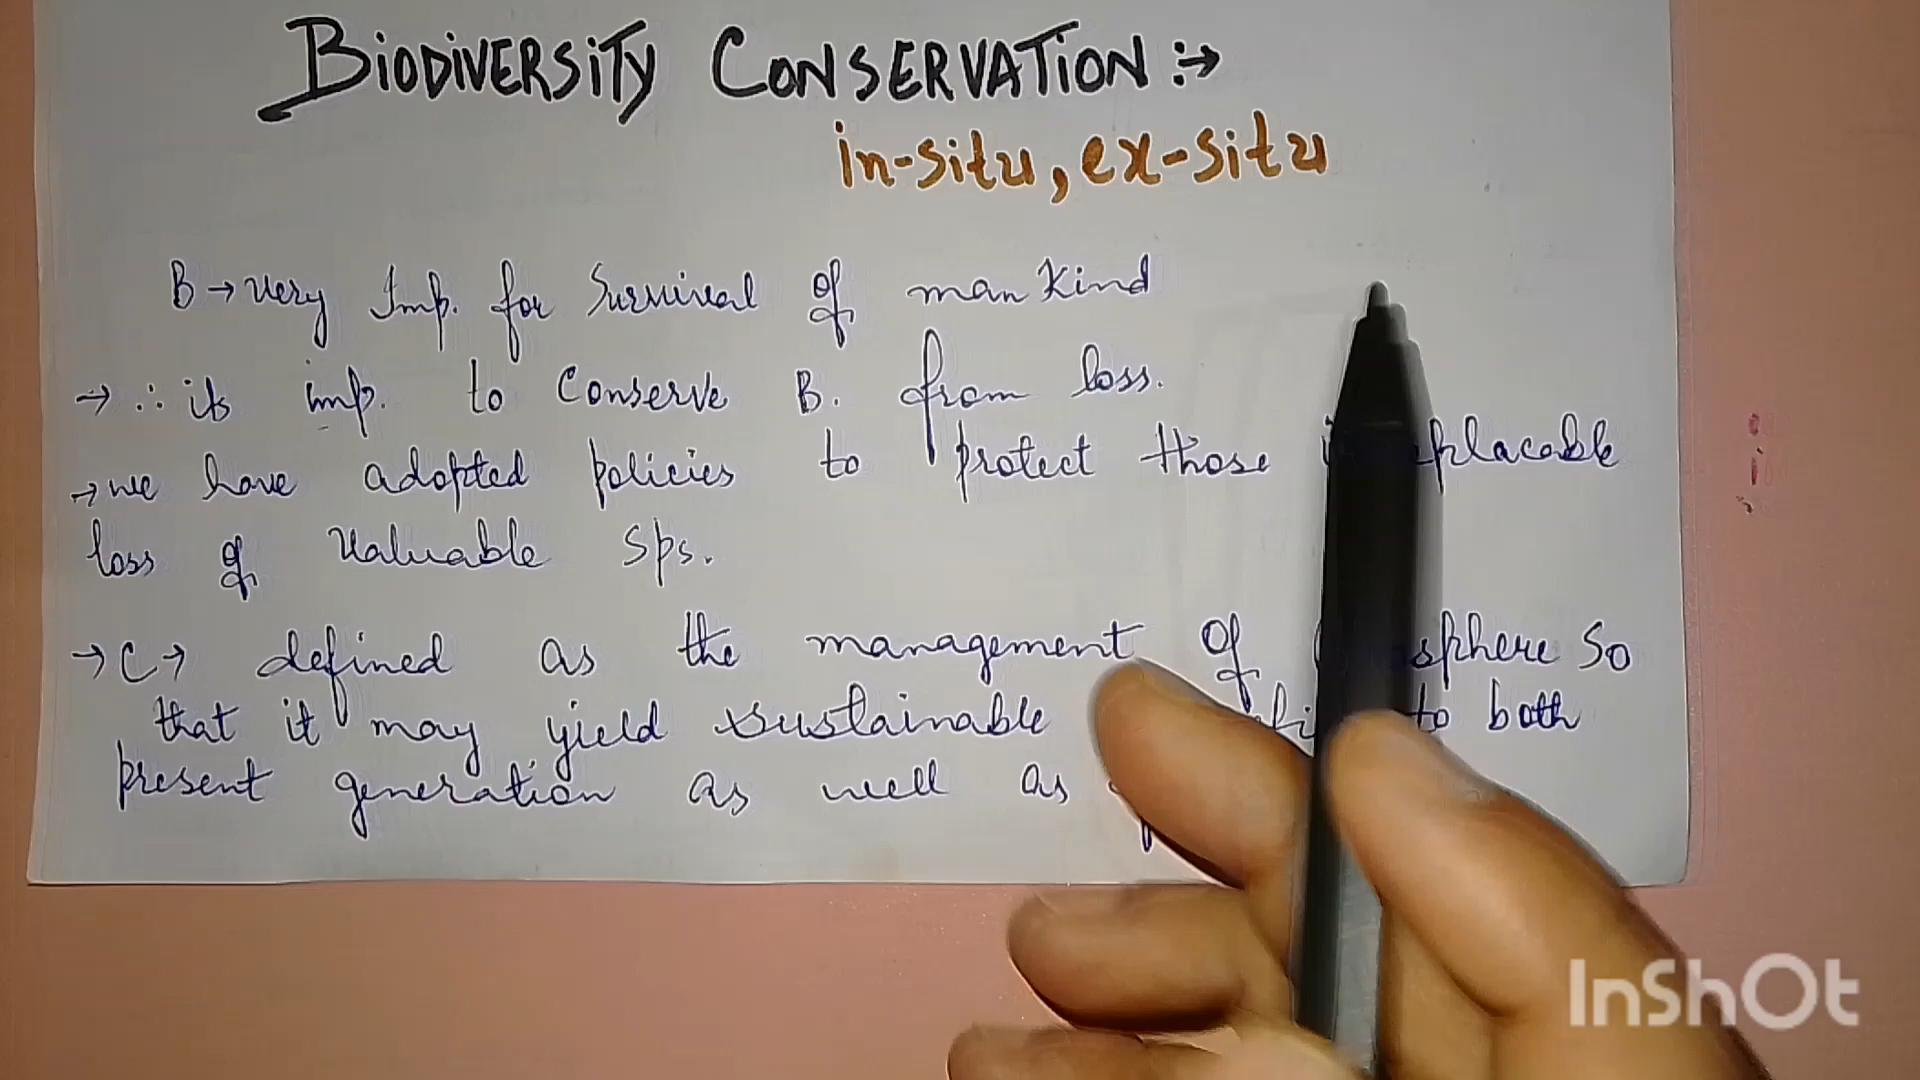 BIODIVERSITY CONSERVATION :→
in-situ, ex-situ
B → very Imp. for Survival of mankind
→ ∴ its imp. to Conserve B. from loss.
→ we have adopted policies to protect those
loss of valuable sps.
→ C → defined as the management of so
that it may yield sustainable to both
present generation as well as
InShOt